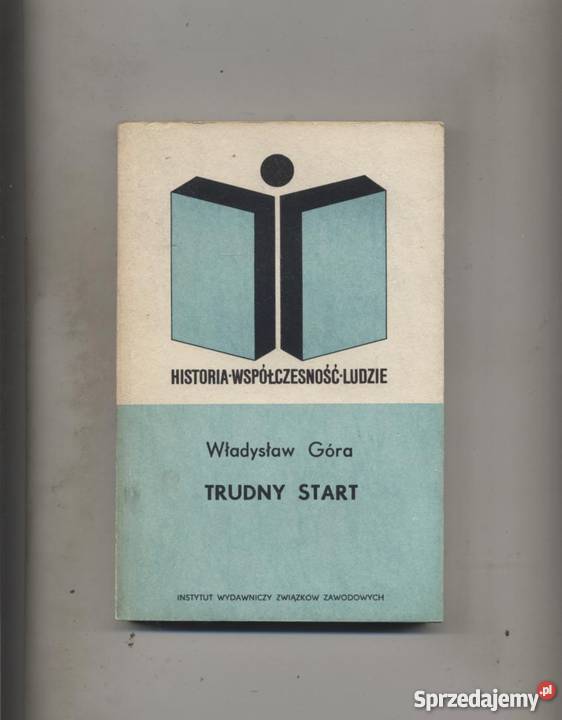 HISTORIA·WSPÓŁCZESNOŚĆ·LUDZIE
Władysław Góra
TRUDNY START
INSTYTUT WYDAWNICZY ZWIĄZKÓW ZAWODOWYCH
Sprzedajemy.pl